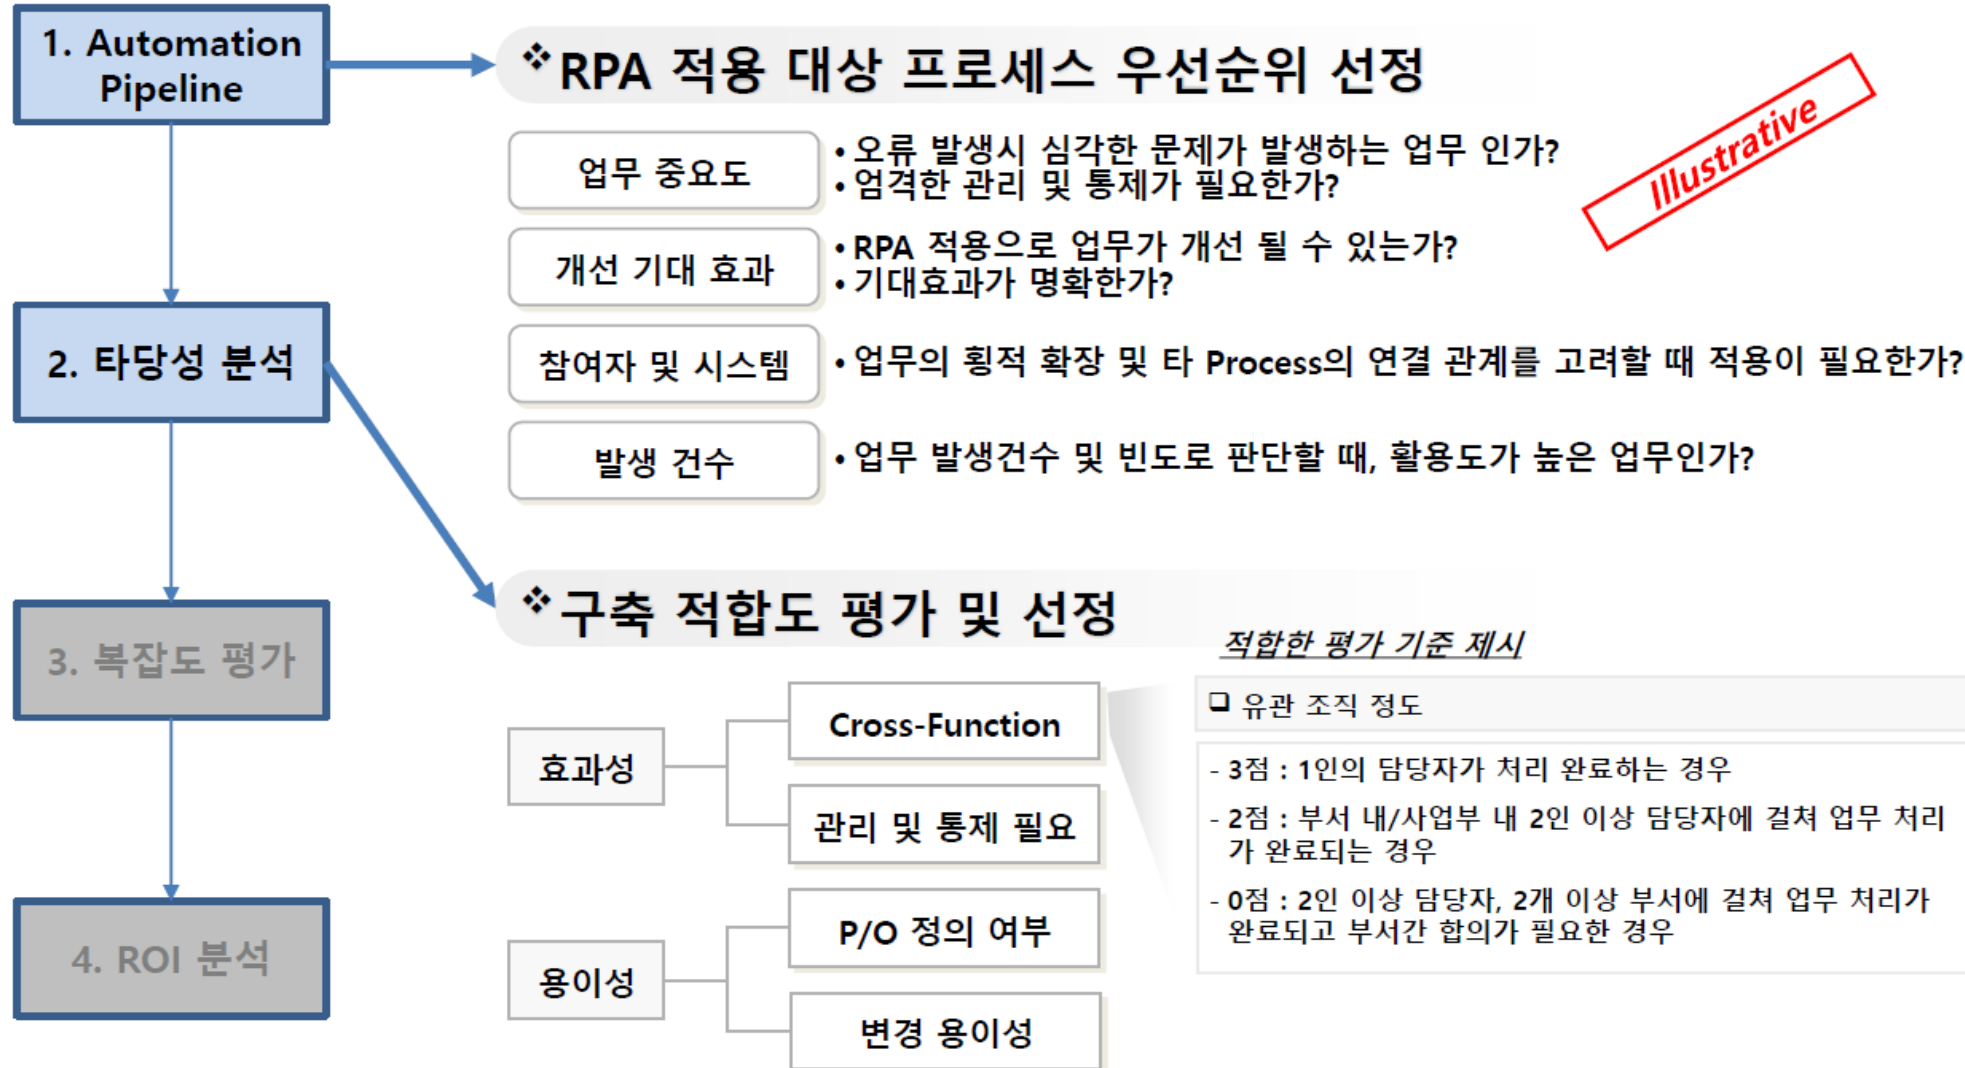 1. Automation
Pipeline
❖RPA 적용 대상 프로세스 우선순위 선정
Illustrative
업무 중요도
• 오류 발생시 심각한 문제가 발생하는 업무 인가?
• 엄격한 관리 및 통제가 필요한가?
개선 기대 효과
• RPA 적용으로 업무가 개선 될 수 있는가?
• 기대효과가 명확한가?
2. 타당성 분석
참여자 및 시스템
• 업무의 횡적 확장 및 타 Process의 연결 관계를 고려할 때 적용이 필요한가?
발생 건수
• 업무 발생건수 및 빈도로 판단할 때, 활용도가 높은 업무인가?
❖구축 적합도 평가 및 선정
3. 복잡도 평가
적합한 평가 기준 제시
효과성
Cross-Function
관리 및 통제 필요
❑ 유관 조직 정도
- 3점 : 1인의 담당자가 처리 완료하는 경우
- 2점 : 부서 내/사업부 내 2인 이상 담당자에 걸쳐 업무 처리
가 완료되는 경우
- 0점 : 2인 이상 담당자, 2개 이상 부서에 걸쳐 업무 처리가
완료되고 부서간 합의가 필요한 경우
4. ROI 분석
용이성
P/O 정의 여부
변경 용이성